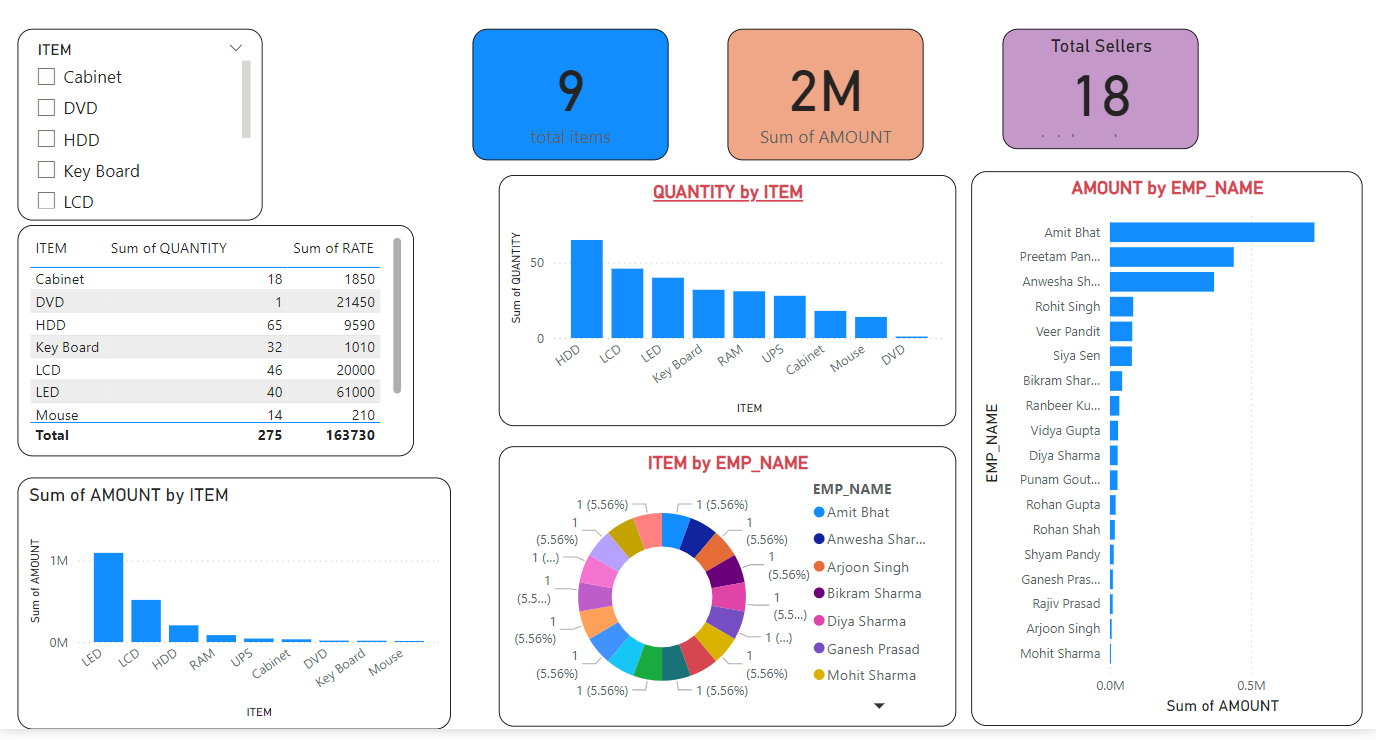 ITEM
Cabinet
DVD
HDD
Key Board
LCD
9
total items
2M
Sum of AMOUNT
Total Sellers
18
ITEM Sum of QUANTITY Sum of RATE
Cabinet 18 1850
DVD 1 21450
HDD 65 9590
Key Board 32 1010
LCD 46 20000
LED 40 61000
Mouse 14 210
Total 275 163730
Sum of AMOUNT by ITEM
Sum of AMOUNT
1M
0M
LED
LCD
HDD
RAM
UPS
Cabinet
DVD
Key Board
Mouse
ITEM
QUANTITY by ITEM
Sum of QUANTITY
50
0
HDD
LCD
LED
Key Board
RAM
UPS
Cabinet
Mouse
DVD
ITEM
ITEM by EMP_NAME
1 (5.56%)
1
(5.56%)
1
(5.56%)
1
(5.5...)
1 (...)
1
(5.56%)
1 (5.56%)
1 (5.56%)
1
(5.56%)
1
(5.56%)
1
(5.5...)
1 (...)
1
(5.56%)
1 (5.56%)
EMP_NAME
Amit Bhat
Anwesha Shar...
Arjoon Singh
Bikram Sharma
Diya Sharma
Ganesh Prasad
Mohit Sharma
AMOUNT by EMP_NAME
EMP_NAME
Amit Bhat
Preetam Pan...
Anwesha Sh...
Rohit Singh
Veer Pandit
Siya Sen
Bikram Shar...
Ranbeer Ku...
Vidya Gupta
Diya Sharma
Punam Gout...
Rohan Gupta
Rohan Shah
Shyam Pandy
Ganesh Pras...
Rajiv Prasad
Arjoon Singh
Mohit Sharma
0.0M 0.5M
Sum of AMOUNT